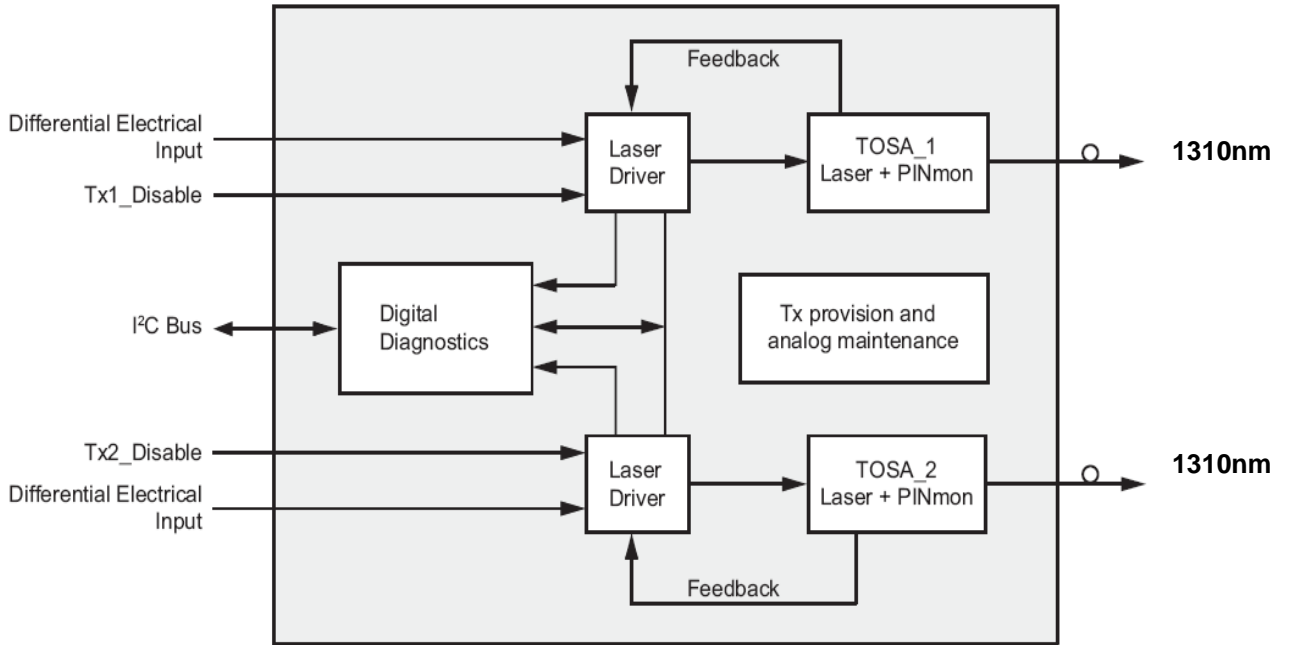 Feedback
Differential Electrical
Input
Laser
Driver
TOSA_1
Laser + PINmon
1310nm
Tx1_Disable
I²C Bus
Digital
Diagnostics
Tx provision and
analog maintenance
Tx2_Disable
Differential Electrical
Input
Laser
Driver
TOSA_2
Laser + PINmon
1310nm
Feedback